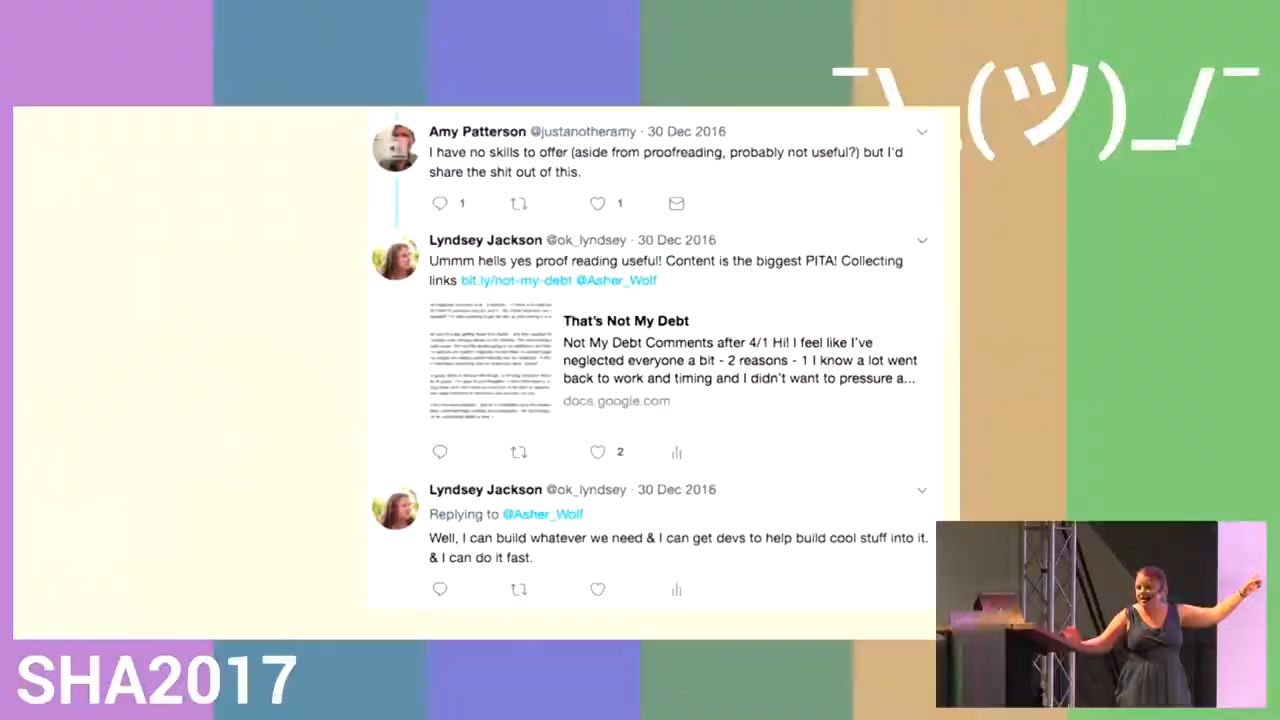 ¯\_(ツ)_/¯
Amy Patterson @justanotheramy · 30 Dec 2016
I have no skills to offer (aside from proofreading, probably not useful?) but I'd
share the shit out of this.
1 1
Lyndsey Jackson @ok_lyndsey · 30 Dec 2016
Ummm hells yes proof reading useful! Content is the biggest PITA! Collecting
links bit.ly/not-my-debt @Asher_Wolf
That's Not My Debt
Not My Debt Comments after 4/1 Hi! I feel like I've
neglected everyone a bit - 2 reasons - 1 I know also went
back to work and timing and I didn't want to pressure a...
docs.google.com
2
Lyndsey Jackson @ok_lyndsey · 30 Dec 2016
Replying to @Asher_Wolf
Well, I can build whatever we need & I can get devs to help build cool stuff into it.
& I can do it fast.
SHA2017